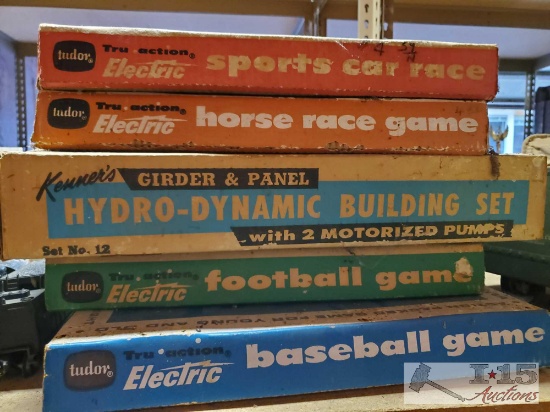 tudor Tru-action
Electric sports car race
tudor Tru-action
Electric horse race game
Kenner's GIRDER & PANEL
HYDRO-DYNAMIC BUILDING SET
Set No. 12 with 2 MOTORIZED PUMPS
tudor Tru-action
Electric football game
tudor Tru-action
Electric baseball game
I-15
Auctions